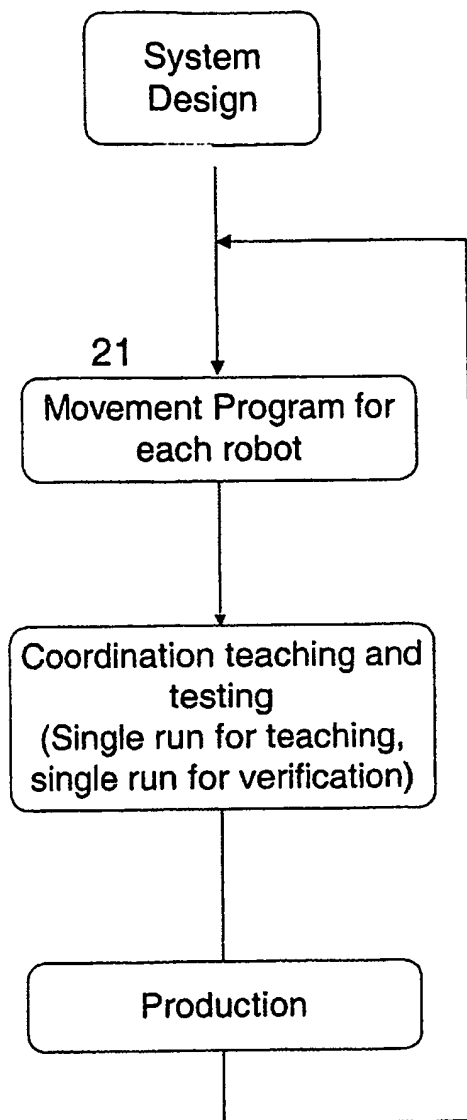 System
Design
21
Movement Program for
each robot
Coordination teaching and
testing
(Single run for teaching,
single run for verification)
Production